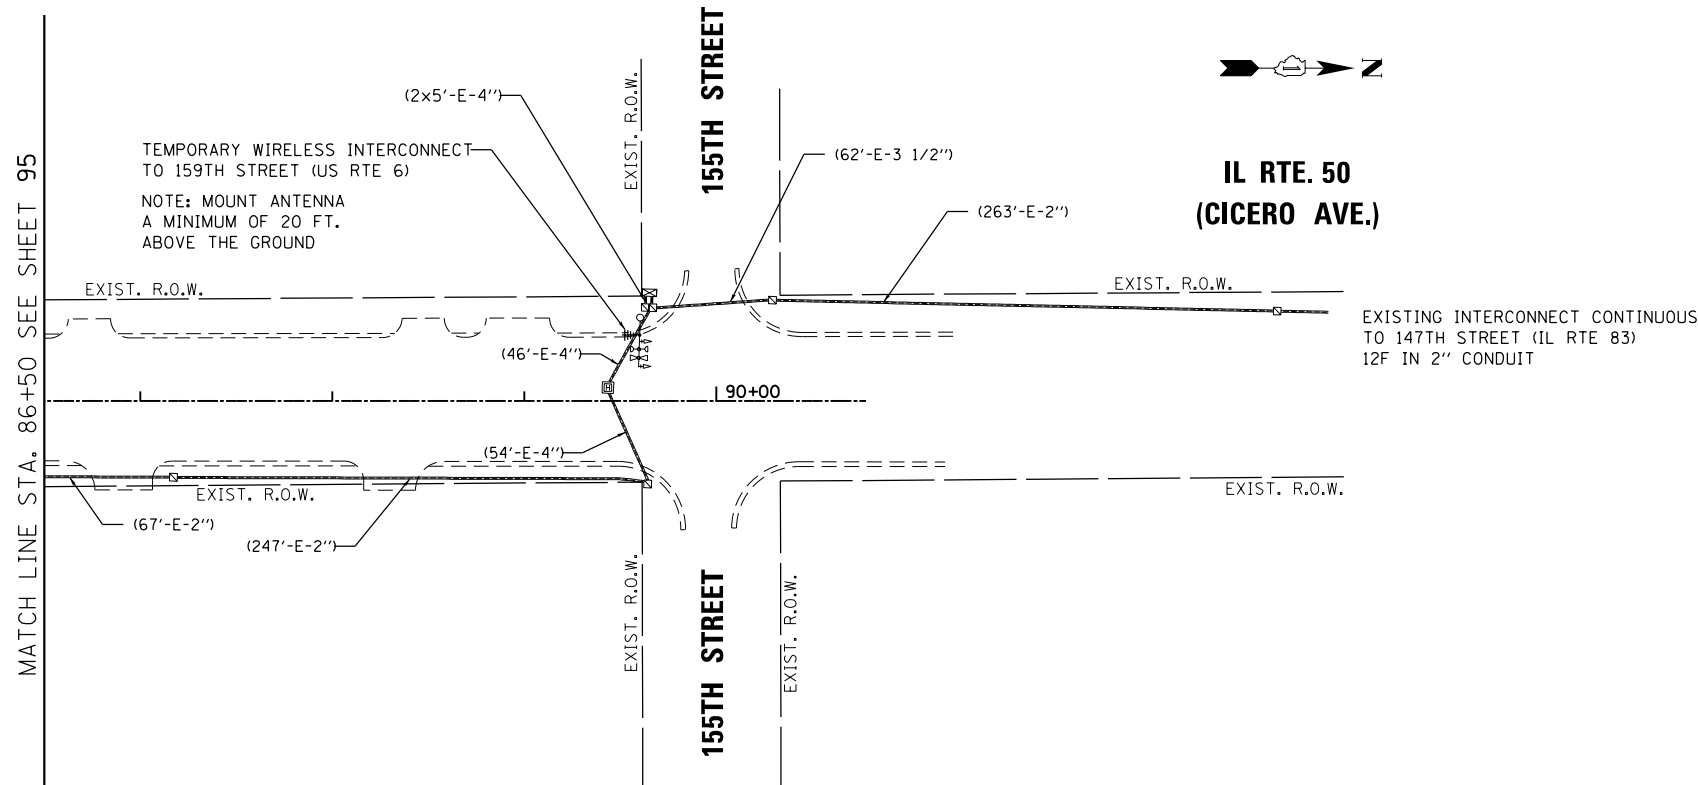 MATCH LINE STA. 86+50 SEE SHEET 95
(2x5'-E-4")
TEMPORARY WIRELESS INTERCONNECT
TO 159TH STREET (US RTE 6)
NOTE: MOUNT ANTENNA
A MINIMUM OF 20 FT.
ABOVE THE GROUND
EXIST. R.O.W.
155TH STREET
(62'-E-3 1/2")
(263'-E-2")
N
IL RTE. 50
(CICERO AVE.)
EXIST. R.O.W.
EXIST. R.O.W.
EXISTING INTERCONNECT CONTINUOUS
TO 147TH STREET (IL RTE 83)
12F IN 2" CONDUIT
(46'-E-4")
90+00
(54'-E-4")
EXIST. R.O.W.
EXIST. R.O.W.
(67'-E-2")
(247'-E-2")
EXIST. R.O.W.
155TH STREET
EXIST. R.O.W.